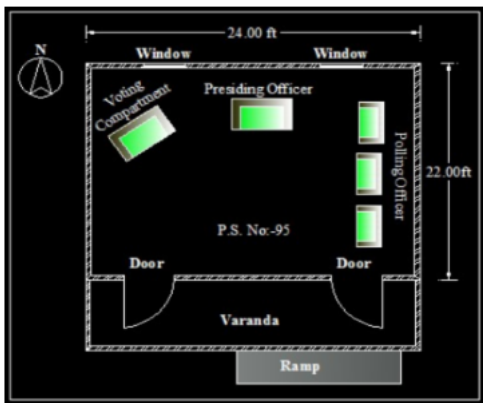 24.00 ft
N
Window
Window
Voting
Compartment
Presiding Officer
Polling Officer
22.00ft
P.S. No:-95
Door
Door
Varanda
Ramp